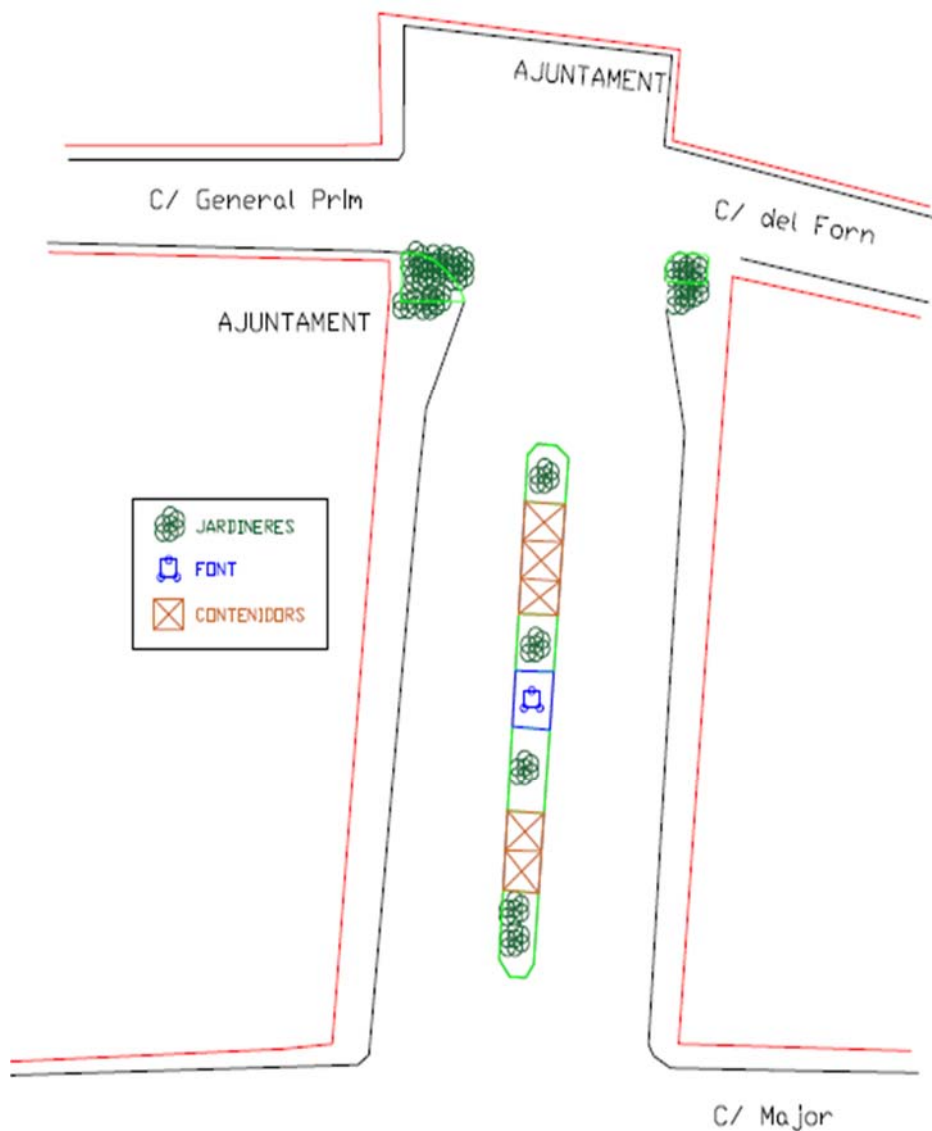 AJUNTAMENT
C/ General Prim
C/ del Forn
AJUNTAMENT
JARDINERES
FONT
CONTENIDORS
C/ Major